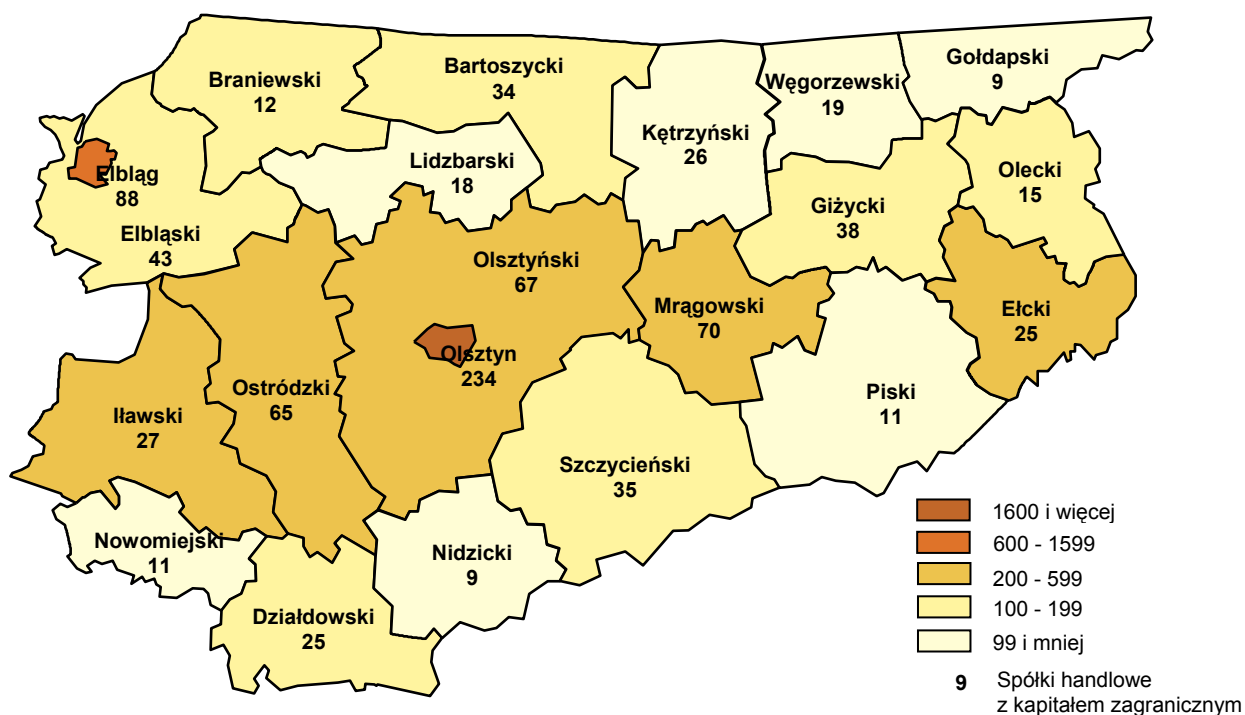 Braniewski
12
Bartoszycki
34
Węgorzewski
19
Gołdapski
9
Kętrzyński
26
Lidzbarski
18
Olecki
15
Elbląg
88
Giżycki
38
Elbląski
43
Olsztyński
67
Mrągowski
70
Ełcki
25
Olsztyn
234
Ostródzki
65
Iławski
27
Piski
11
Szczycieński
35
Nowomiejski
11
Nidzicki
9
Działdowski
25
1600 i więcej
600 - 1599
200 - 599
100 - 199
99 i mniej
9 Spółki handlowe
z kapitałem zagranicznym